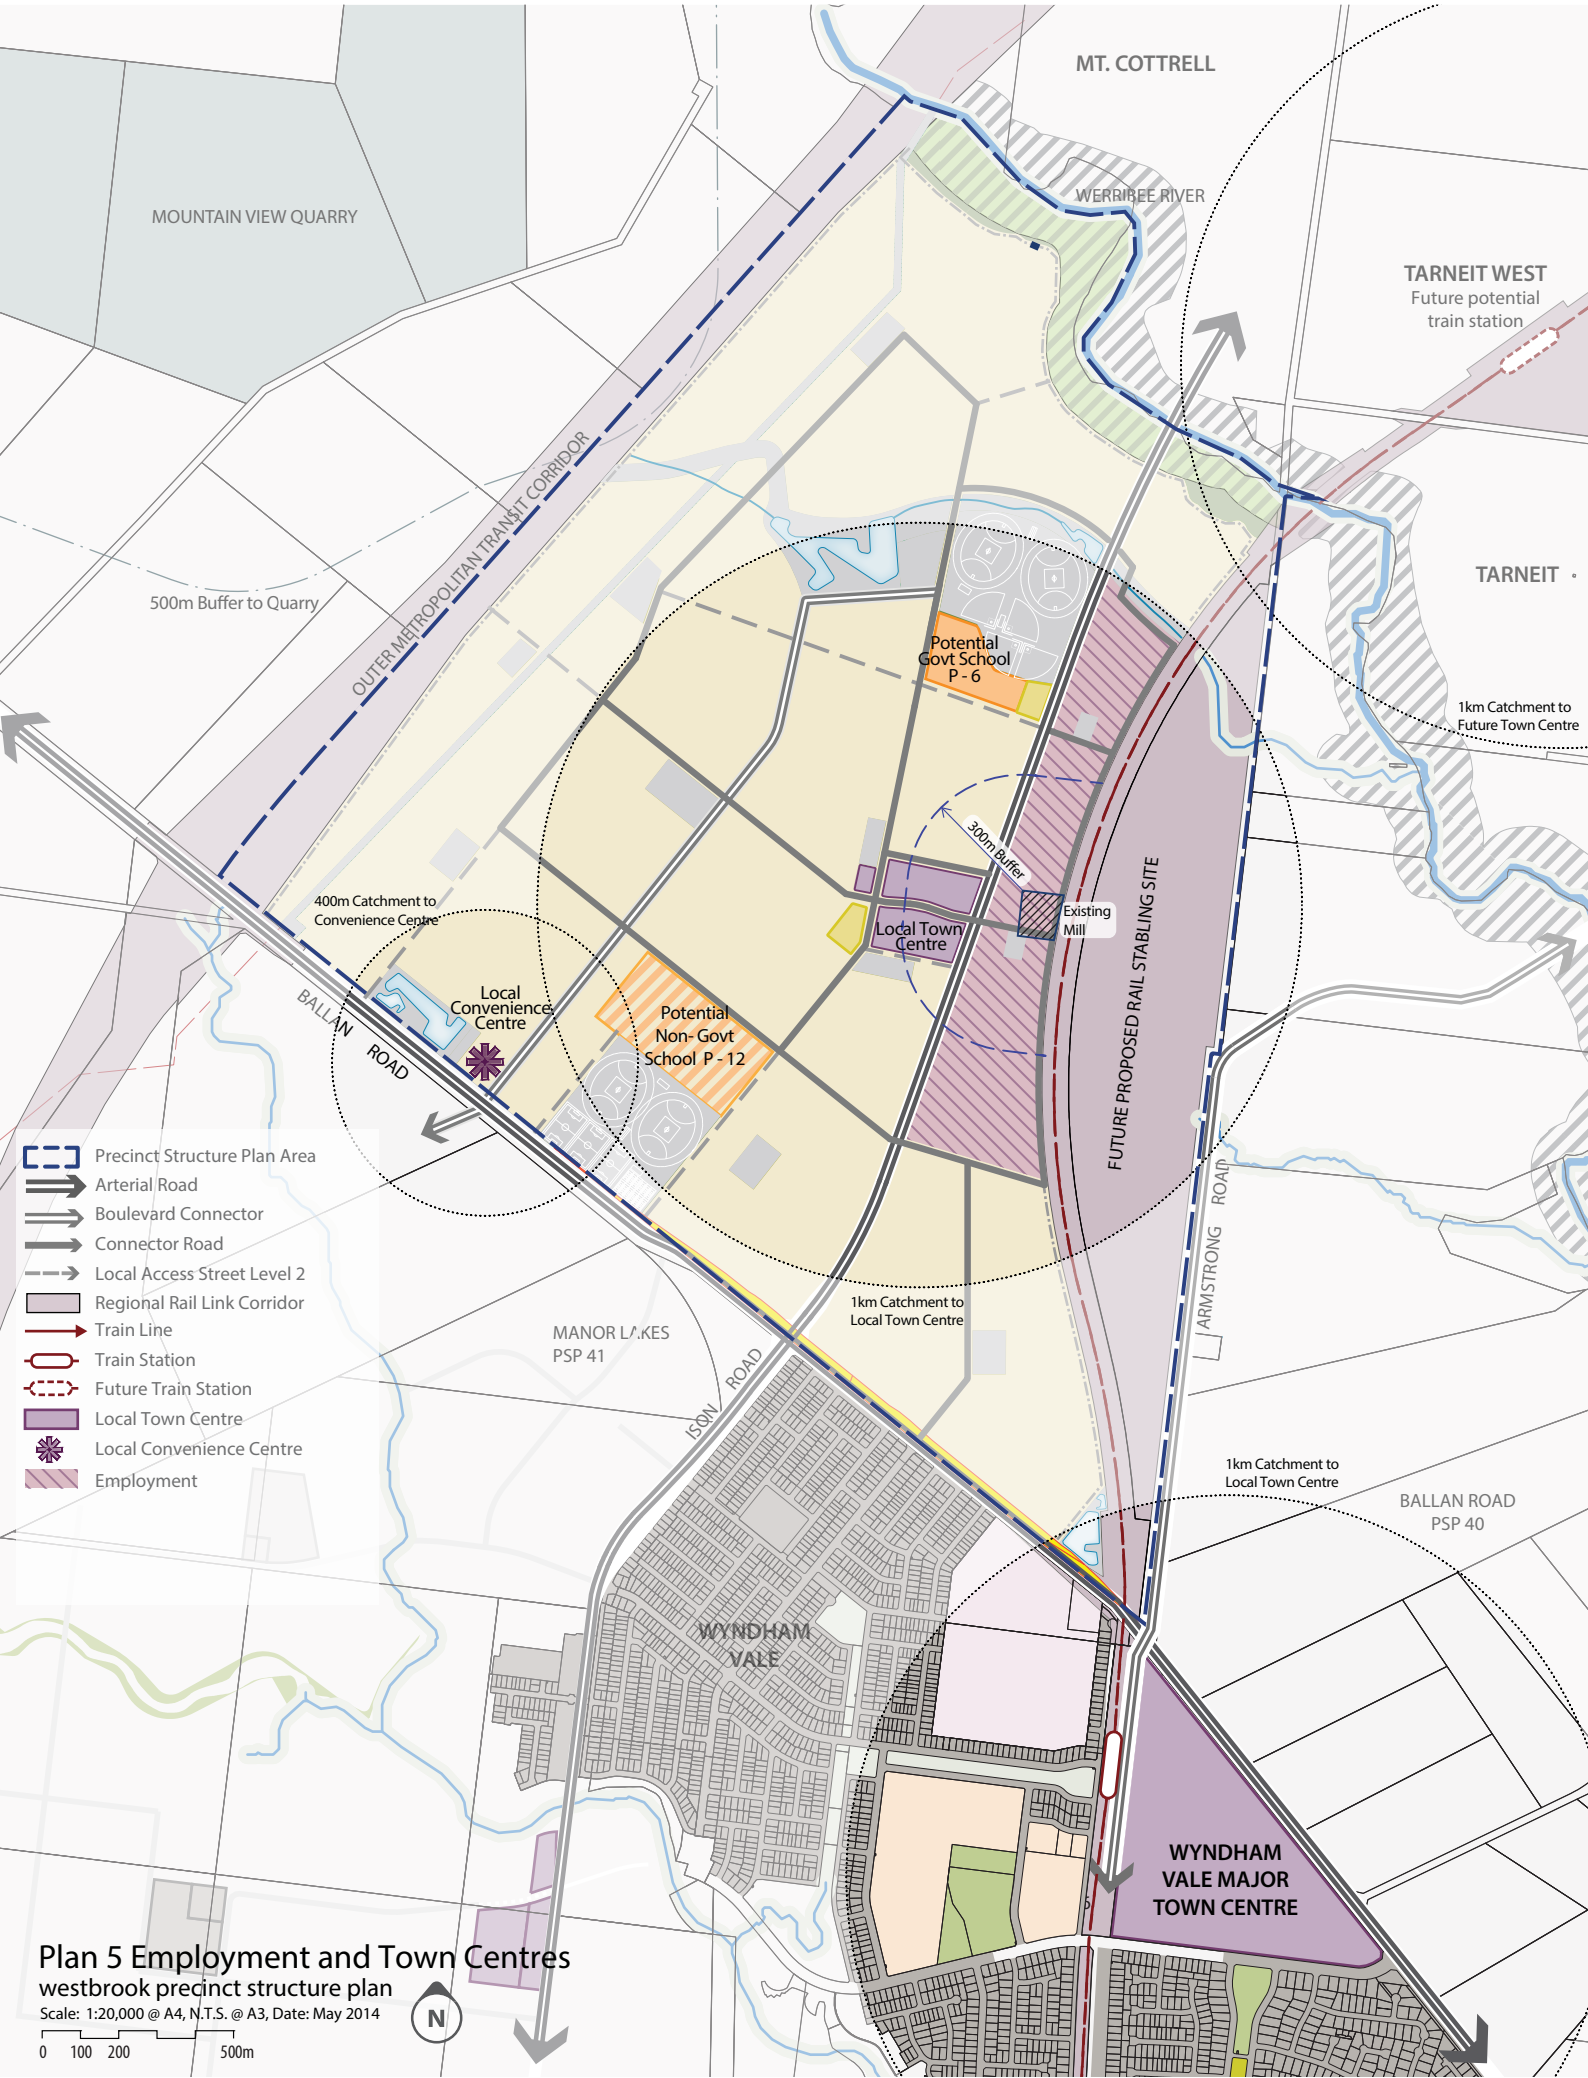 MT. COTTRELL
WERRIBEE RIVER
MOUNTAIN VIEW QUARRY
TARNEIT WEST
Future potential
train station
OUTER METROPOLITAN TRANSIT CORRIDOR
500m Buffer to Quarry
TARNEIT
Potential
Govt School
P - 6
1km Catchment to
Future Town Centre
300m Buffer
Existing
Mill
Local Town
Centre
FUTURE PROPOSED RAIL STABLING SITE
400m Catchment to
Convenience Centre
Local
Convenience
Centre
Potential
Non- Govt
School P - 12
BALLAN ROAD
ARMSTRONG ROAD
Precinct Structure Plan Area
Arterial Road
Boulevard Connector
Connector Road
Local Access Street Level 2
Regional Rail Link Corridor
Train Line
Train Station
Future Train Station
Local Town Centre
Local Convenience Centre
Employment
1km Catchment to
Local Town Centre
MANOR LAKES
PSP 41
ISON ROAD
1km Catchment to
Local Town Centre
BALLAN ROAD
PSP 40
WYNDHAM
VALE
WYNDHAM
VALE MAJOR
TOWN CENTRE
Plan 5 Employment and Town Centres
westbrook precinct structure plan
Scale: 1:20,000 @ A4, N.T.S. @ A3, Date: May 2014
N
0 100 200 500m